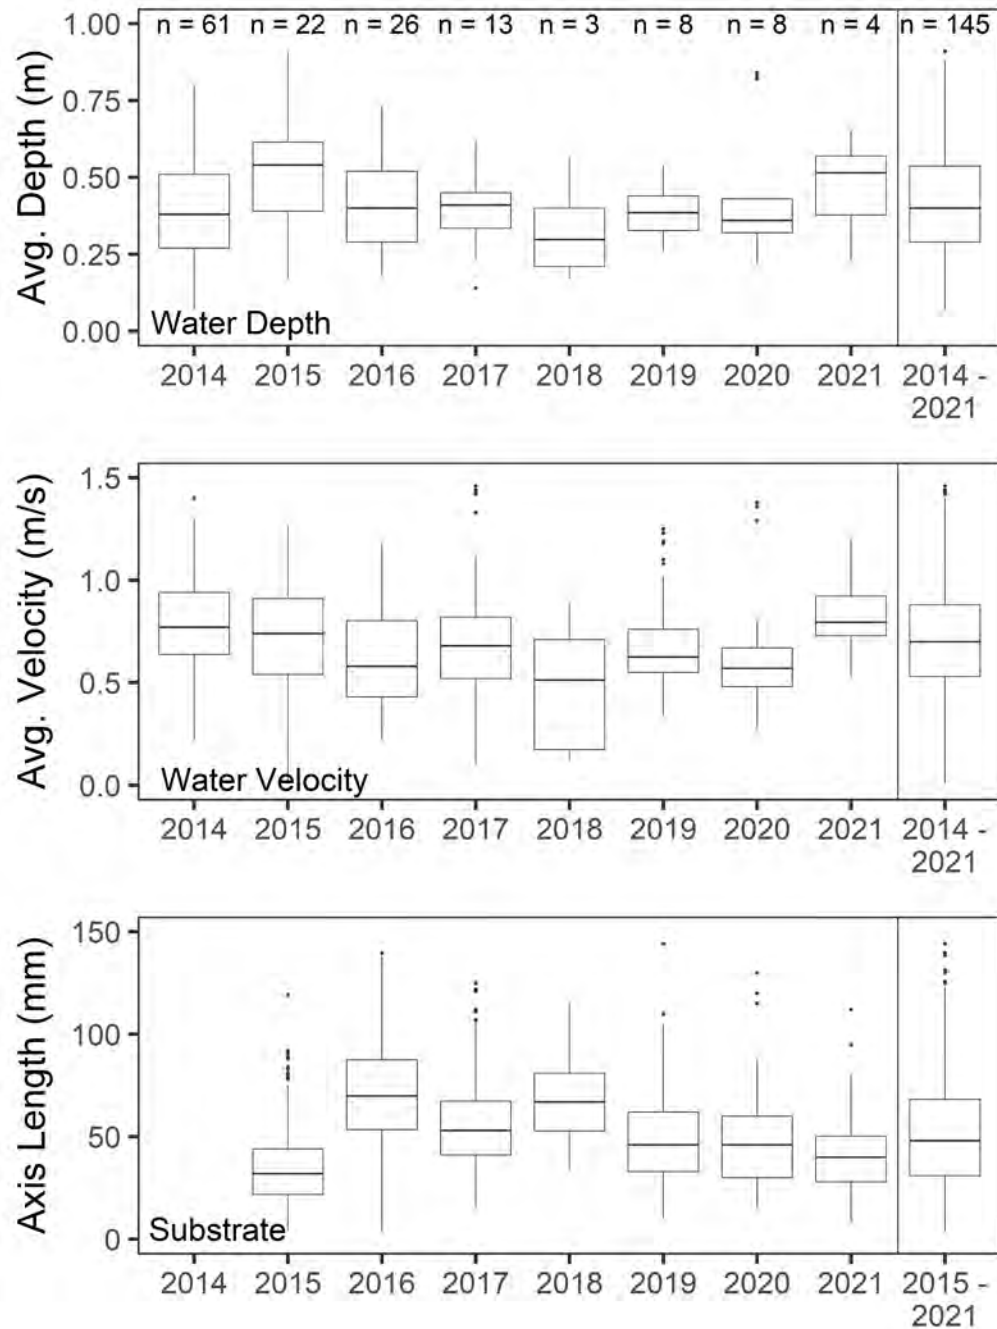 n = 61 n = 22 n = 26 n = 13 n = 3 n = 8 n = 8 n = 4 n = 145
Avg. Depth (m)
1.00
0.75
0.50
0.25
0.00
Water Depth
2014 2015 2016 2017 2018 2019 2020 2021 2014 -
2021
Avg. Velocity (m/s)
1.5
1.0
0.5
0.0
Water Velocity
2014 2015 2016 2017 2018 2019 2020 2021 2014 -
2021
Axis Length (mm)
150
100
50
0
Substrate
2014 2015 2016 2017 2018 2019 2020 2021 2015 -
2021